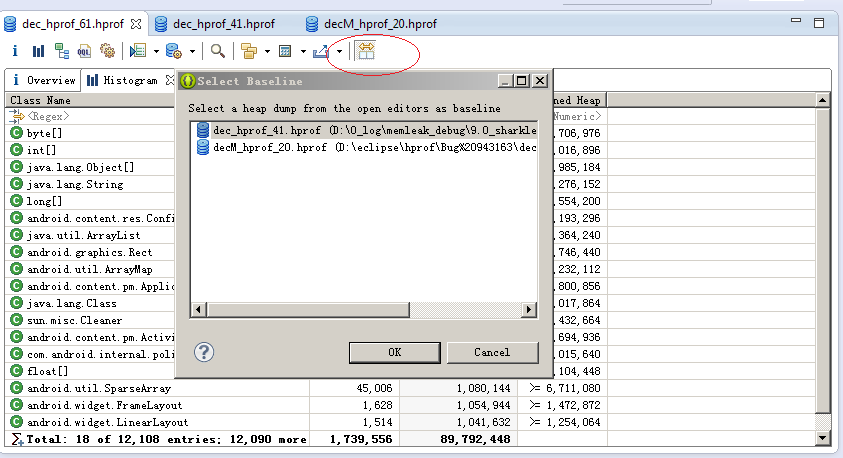 dec_hprof_61.hprof dec_hprof_41.hprof decM_hprof_20.hprof
i OQL
i Overview Histogram
Select Baseline
Select a heap dump from the open editors as baseline
dec_hprof_41.hprof (D:\0_log\memleak_debug\9.0_sharkle
decM_hprof_20.hprof (D:\eclipse\hprof\Bug%20943163\dec
OK Cancel
Class Name ned Heap
<Regex> Numeric>
byte[] ,706,976
int[] ,016,896
java.lang.Object[] ,985,184
java.lang.String ,276,152
long[] ,554,200
android.content.res.Confi ,193,296
java.util.ArrayList ,364,240
android.graphics.Rect ,746,440
android.util.ArrayMap ,232,112
android.content.pm.Applic ,800,856
java.lang.Class ,017,864
sun.misc.Cleaner ,432,664
android.content.pm.Activi ,694,936
com.android.internal.poli ,015,640
float[] ,104,448
android.util.SparseArray 45,006 1,080,144 >= 6,711,080
android.widget.FrameLayout 1,628 1,054,944 >= 1,472,872
android.widget.LinearLayout 1,514 1,041,632 >= 1,254,064
Total: 18 of 12,108 entries; 12,090 more 1,739,556 89,792,448